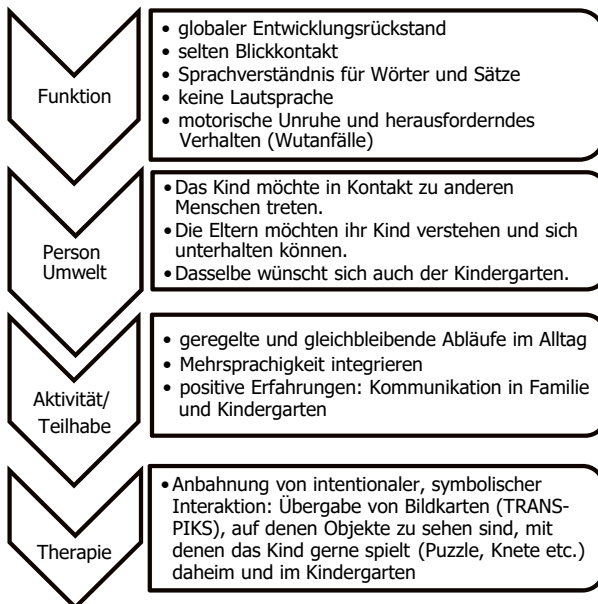 Funktion
• globaler Entwicklungsrückstand
• selten Blickkontakt
• Sprachverständnis für Wörter und Sätze
• keine Lautsprache
• motorische Unruhe und herausforderndes
Verhalten (Wutanfälle)
Person
Umwelt
• Das Kind möchte in Kontakt zu anderen
Menschen treten.
• Die Eltern möchten ihr Kind verstehen und sich
unterhalten können.
• Dasselbe wünscht sich auch der Kindergarten.
Aktivität/
Teilhabe
• geregelte und gleichbleibende Abläufe im Alltag
• Mehrsprachigkeit integrieren
• positive Erfahrungen: Kommunikation in Familie
und Kindergarten
Therapie
• Anbahnung von intentionaler, symbolischer
Interaktion: Übergabe von Bildkarten (TRANS-
PIKS), auf denen Objekte zu sehen sind, mit
denen das Kind gerne spielt (Puzzle, Knete etc.)
daheim und im Kindergarten